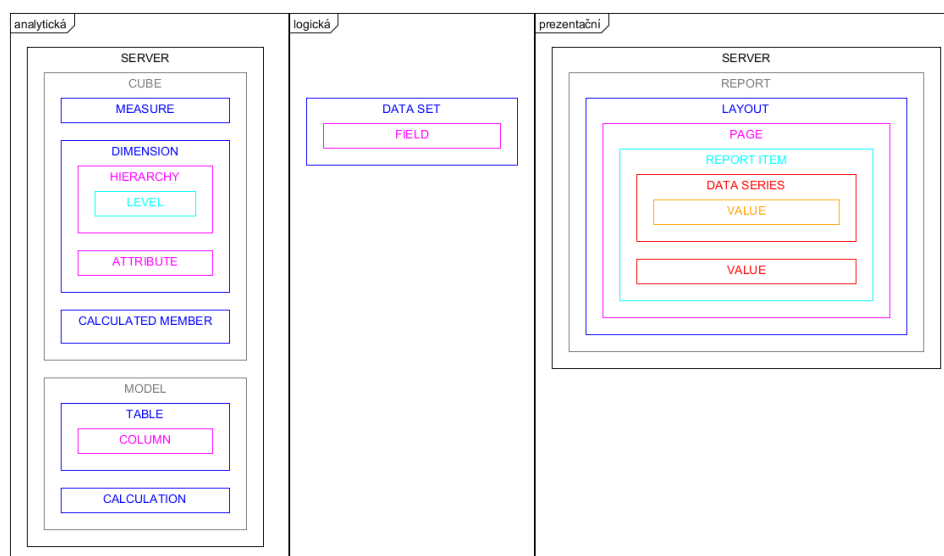 analytická
SERVER
CUBE
MEASURE
DIMENSION
HIERARCHY
LEVEL
ATTRIBUTE
CALCULATED MEMBER
MODEL
TABLE
COLUMN
CALCULATION
logická
DATA SET
FIELD
prezentační
SERVER
REPORT
LAYOUT
PAGE
REPORT ITEM
DATA SERIES
VALUE
VALUE